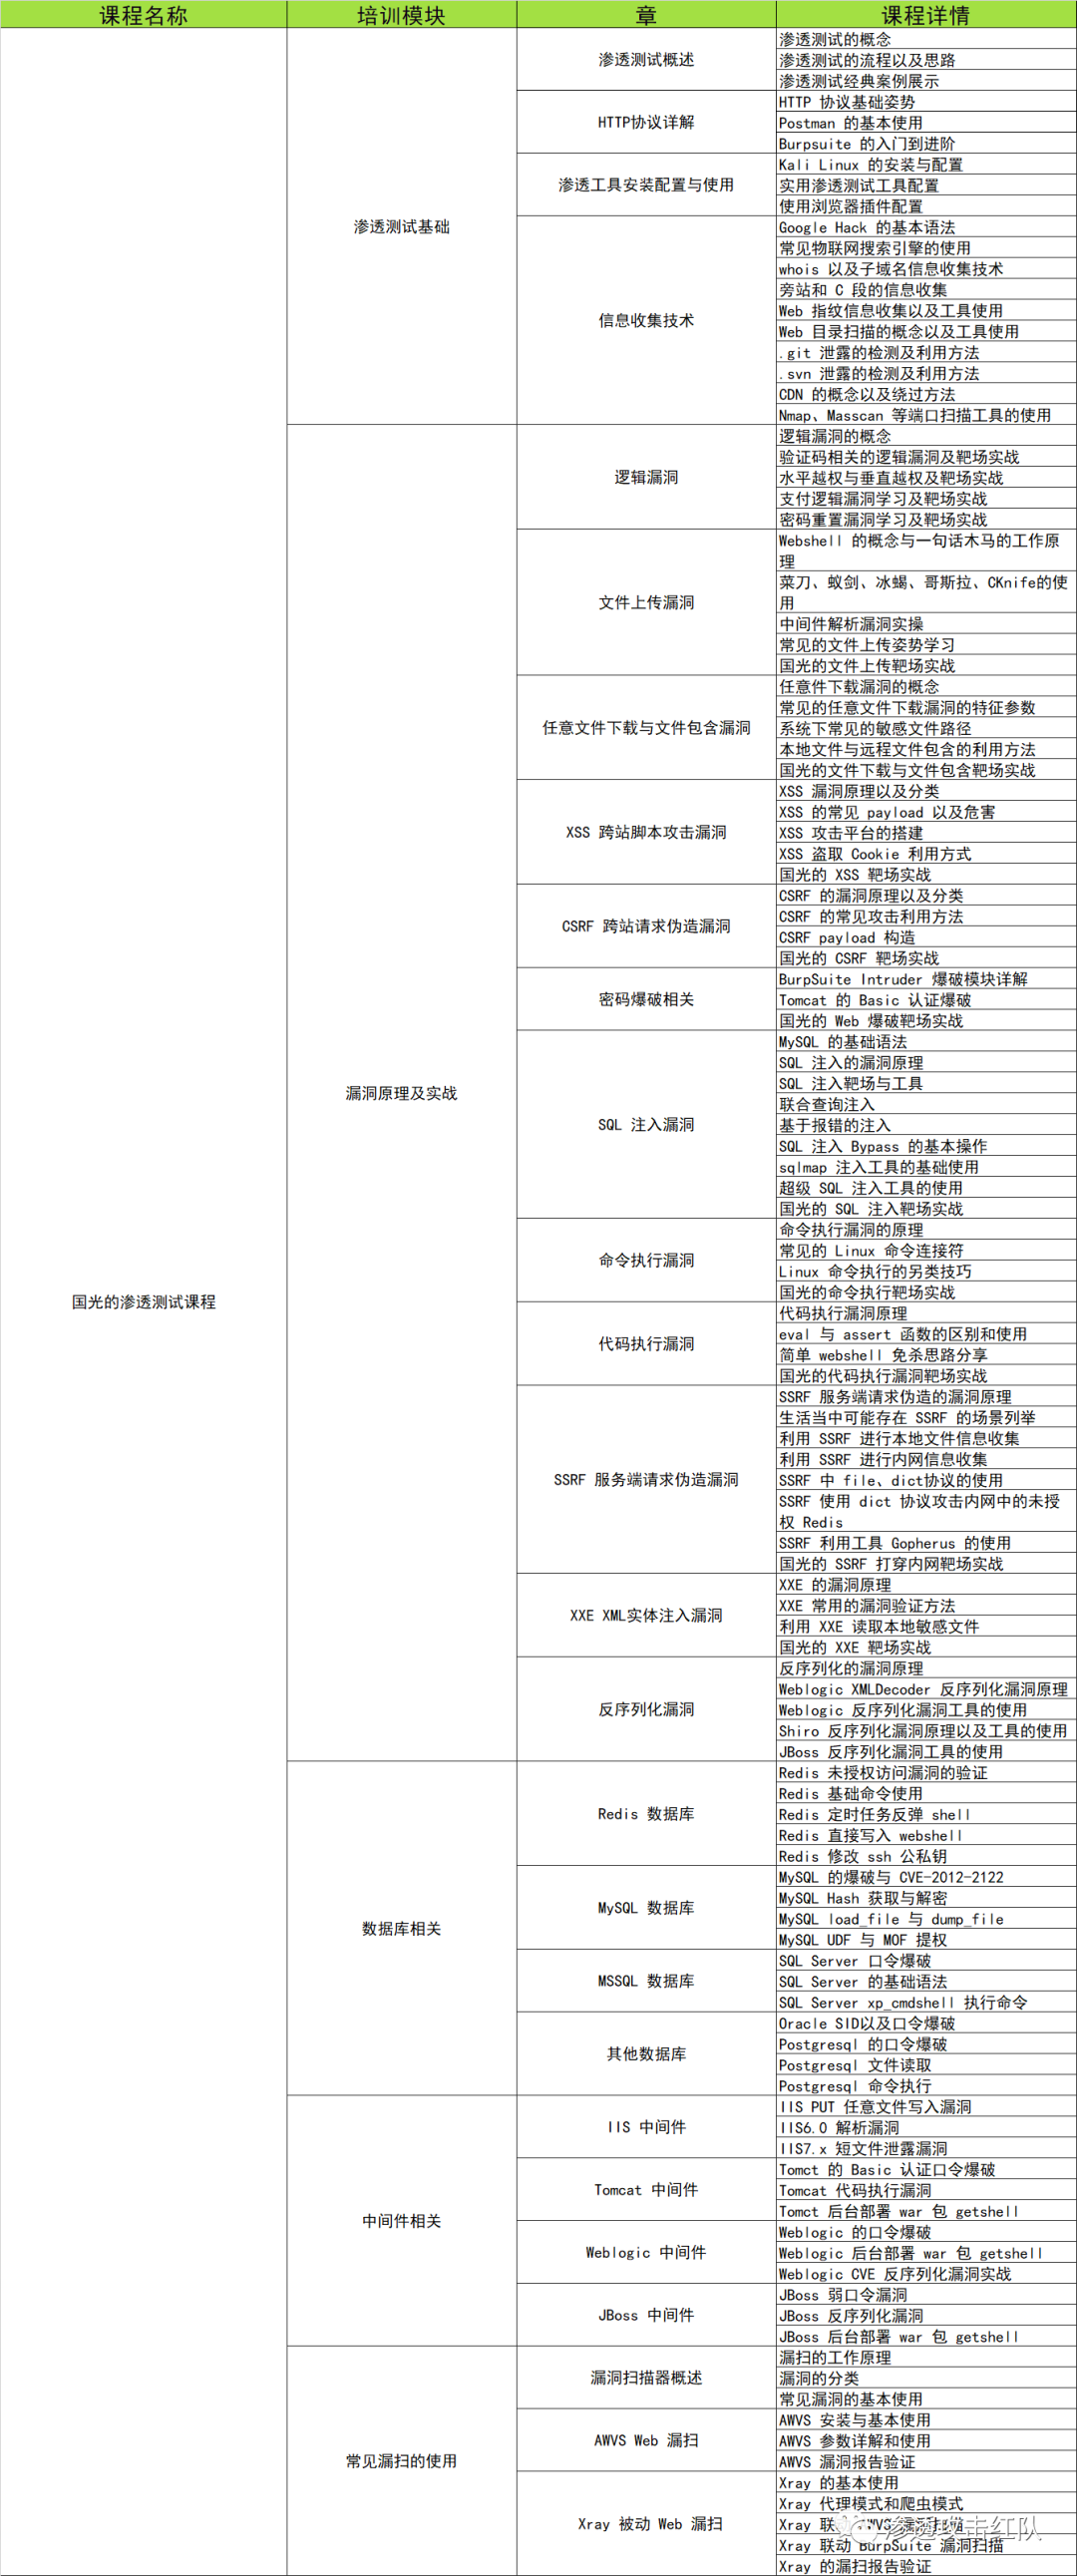 课程名称 培训模块 章 课程详情
渗透测试的概念
渗透测试概述 渗透测试的流程以及思路
渗透测试经典案例展示
HTTP 协议基础姿势
HTTP协议详解 Postman 的基本使用
Burpsuite 的入门到进阶
Kali Linux 的安装与配置
渗透工具安装配置与使用 实用渗透测试工具配置
使用浏览器插件配置
渗透测试基础 Google Hack 的基本语法
常见物联网搜索引擎的使用
whois 以及子域名信息收集技术
旁站和 C 段的信息收集
信息收集技术 Web 指纹信息收集以及工具使用
Web 目录扫描的概念以及工具使用
.git 泄露的检测及利用方法
.svn 泄露的检测及利用方法
CDN 的概念以及绕过方法
Nmap、Masscan 等端口扫描工具的使用
逻辑漏洞的概念
验证码相关的逻辑漏洞及靶场实战
逻辑漏洞 水平越权与垂直越权及靶场实战
支付逻辑漏洞学习及靶场实战
密码重置漏洞学习及靶场实战
Webshell 的概念与一句话木马的工作原
理
菜刀、蚁剑、冰蝎、哥斯拉、CKnife的使
文件上传漏洞 用
中间件解析漏洞实操
常见的文件上传姿势学习
国光的文件上传靶场实战
任意件下载漏洞的概念
常见的任意文件下载漏洞的特征参数
任意文件下载与文件包含漏洞 系统下常见的敏感文件路径
本地文件与远程文件包含的利用方法
国光的文件下载与文件包含靶场实战
XSS 漏洞原理以及分类
XSS 的常见 payload 以及危害
XSS 跨站脚本攻击漏洞 XSS 攻击平台的搭建
XSS 盗取 Cookie 利用方式
国光的 XSS 靶场实战
CSRF 的漏洞原理以及分类
CSRF 跨站请求伪造漏洞 CSRF 的常见攻击利用方法
CSRF payload 构造
国光的 CSRF 靶场实战
BurpSuite Intruder 爆破模块详解
密码爆破相关 Tomcat 的 Basic 认证爆破
国光的 Web 爆破靶场实战
MySQL 的基础语法
SQL 注入的漏洞原理
漏洞原理及实战 SQL 注入靶场与工具
联合查询注入
SQL 注入漏洞 基于报错的注入
SQL 注入 Bypass 的基本操作
sqlmap 注入工具的基础使用
超级 SQL 注入工具的使用
国光的 SQL 注入靶场实战
命令执行漏洞的原理
命令执行漏洞 常见的 Linux 命令连接符
Linux 命令执行的另类技巧
国光的命令执行靶场实战
国光的渗透测试课程 代码执行漏洞原理
代码执行漏洞 eval 与 assert 函数的区别和使用
简单 webshell 免杀思路分享
国光的代码执行漏洞靶场实战
SSRF 服务端请求伪造的漏洞原理
生活当中可能存在 SSRF 的场景列举
利用 SSRF 进行本地文件信息收集
利用 SSRF 进行内网信息收集
SSRF 服务端请求伪造漏洞 SSRF 中 file、dict协议的使用
SSRF 使用 dict 协议攻击内网中的未授
权 Redis
SSRF 利用工具 Gopherus 的使用
国光的 SSRF 打穿内网靶场实战
XXE 的漏洞原理
XXE XML实体注入漏洞 XXE 常用的漏洞验证方法
利用 XXE 读取本地敏感文件
国光的 XXE 靶场实战
反序列化的漏洞原理
Weblogic XMLDecoder 反序列化漏洞原理
反序列化漏洞 Weblogic 反序列化漏洞工具的使用
Shiro 反序列化漏洞原理以及工具的使用
JBoss 反序列化漏洞工具的使用
Redis 未授权访问漏洞的验证
Redis 基础命令使用
Redis 数据库 Redis 定时任务反弹 shell
Redis 直接写入 webshell
Redis 修改 ssh 公私钥
MySQL 的爆破与 CVE-2012-2122
MySQL 数据库 MySQL Hash 获取与解密
数据库相关 MySQL load_file 与 dump_file
MySQL UDF 与 MOF 提权
SQL Server 口令爆破
MSSQL 数据库 SQL Server 的基础语法
SQL Server xp_cmdshell 执行命令
Oracle SID以及口令爆破
其他数据库 Postgresql 的口令爆破
Postgresql 文件读取
Postgresql 命令执行
IIS PUT 任意文件写入漏洞
IIS 中间件 IIS6.0 解析漏洞
IIS7.x 短文件泄露漏洞
Tomct 的 Basic 认证口令爆破
Tomcat 中间件 Tomcat 代码执行漏洞
中间件相关 Tomct 后台部署 war 包 getshell
Weblogic 的口令爆破
Weblogic 中间件 Weblogic 后台部署 war 包 getshell
Weblogic CVE 反序列化漏洞实战
JBoss 弱口令漏洞
JBoss 中间件 JBoss 反序列化漏洞
JBoss 后台部署 war 包 getshell
漏扫的工作原理
漏洞扫描器概述 漏洞的分类
常见漏洞的基本使用
AWVS 安装与基本使用
AWVS Web 漏扫 AWVS 参数详解和使用
常见漏扫的使用 AWVS 漏洞报告验证
Xray 的基本使用
Xray 代理模式和爬虫模式
Xray 被动 Web 漏扫 Xray 联动 AWVS
渗透攻击红队
Xray 联动 BurpSuite 漏洞扫描
Xray 的漏扫报告验证